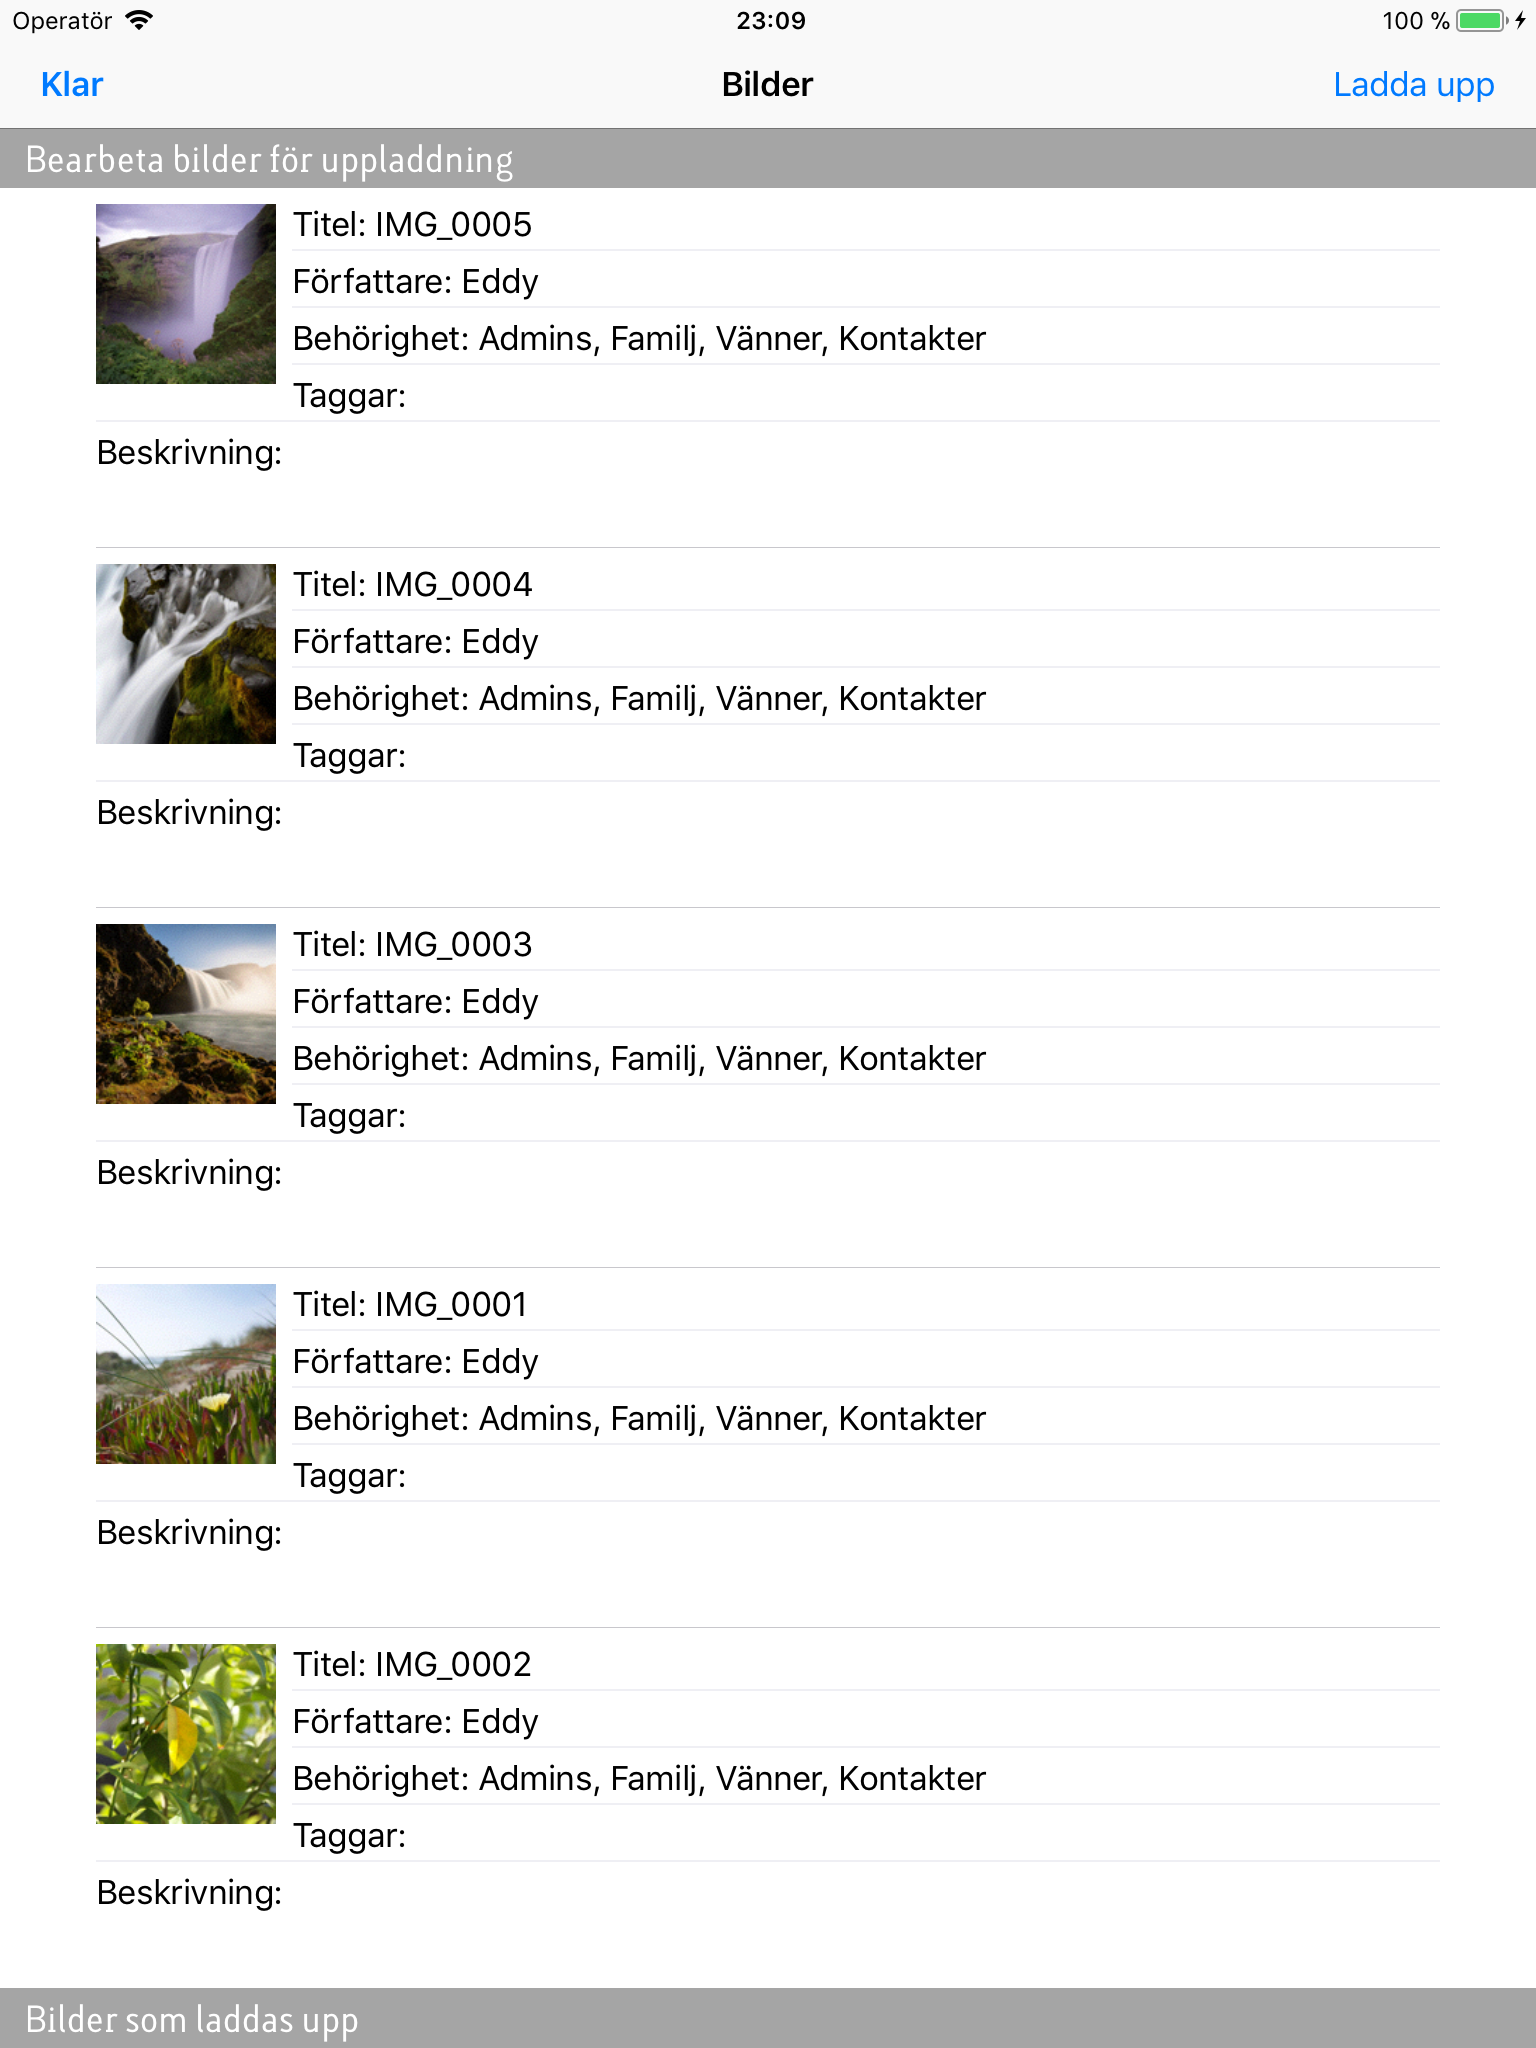 Operatör
23:09
100 %
Klar
Bilder
Ladda upp
Bearbeta bilder för uppladdning
Titel: IMG_0005
Författare: Eddy
Behörighet: Admins, Familj, Vänner, Kontakter
Taggar:
Beskrivning:
Titel: IMG_0004
Författare: Eddy
Behörighet: Admins, Familj, Vänner, Kontakter
Taggar:
Beskrivning:
Titel: IMG_0003
Författare: Eddy
Behörighet: Admins, Familj, Vänner, Kontakter
Taggar:
Beskrivning:
Titel: IMG_0001
Författare: Eddy
Behörighet: Admins, Familj, Vänner, Kontakter
Taggar:
Beskrivning:
Titel: IMG_0002
Författare: Eddy
Behörighet: Admins, Familj, Vänner, Kontakter
Taggar:
Beskrivning:
Bilder som laddas upp